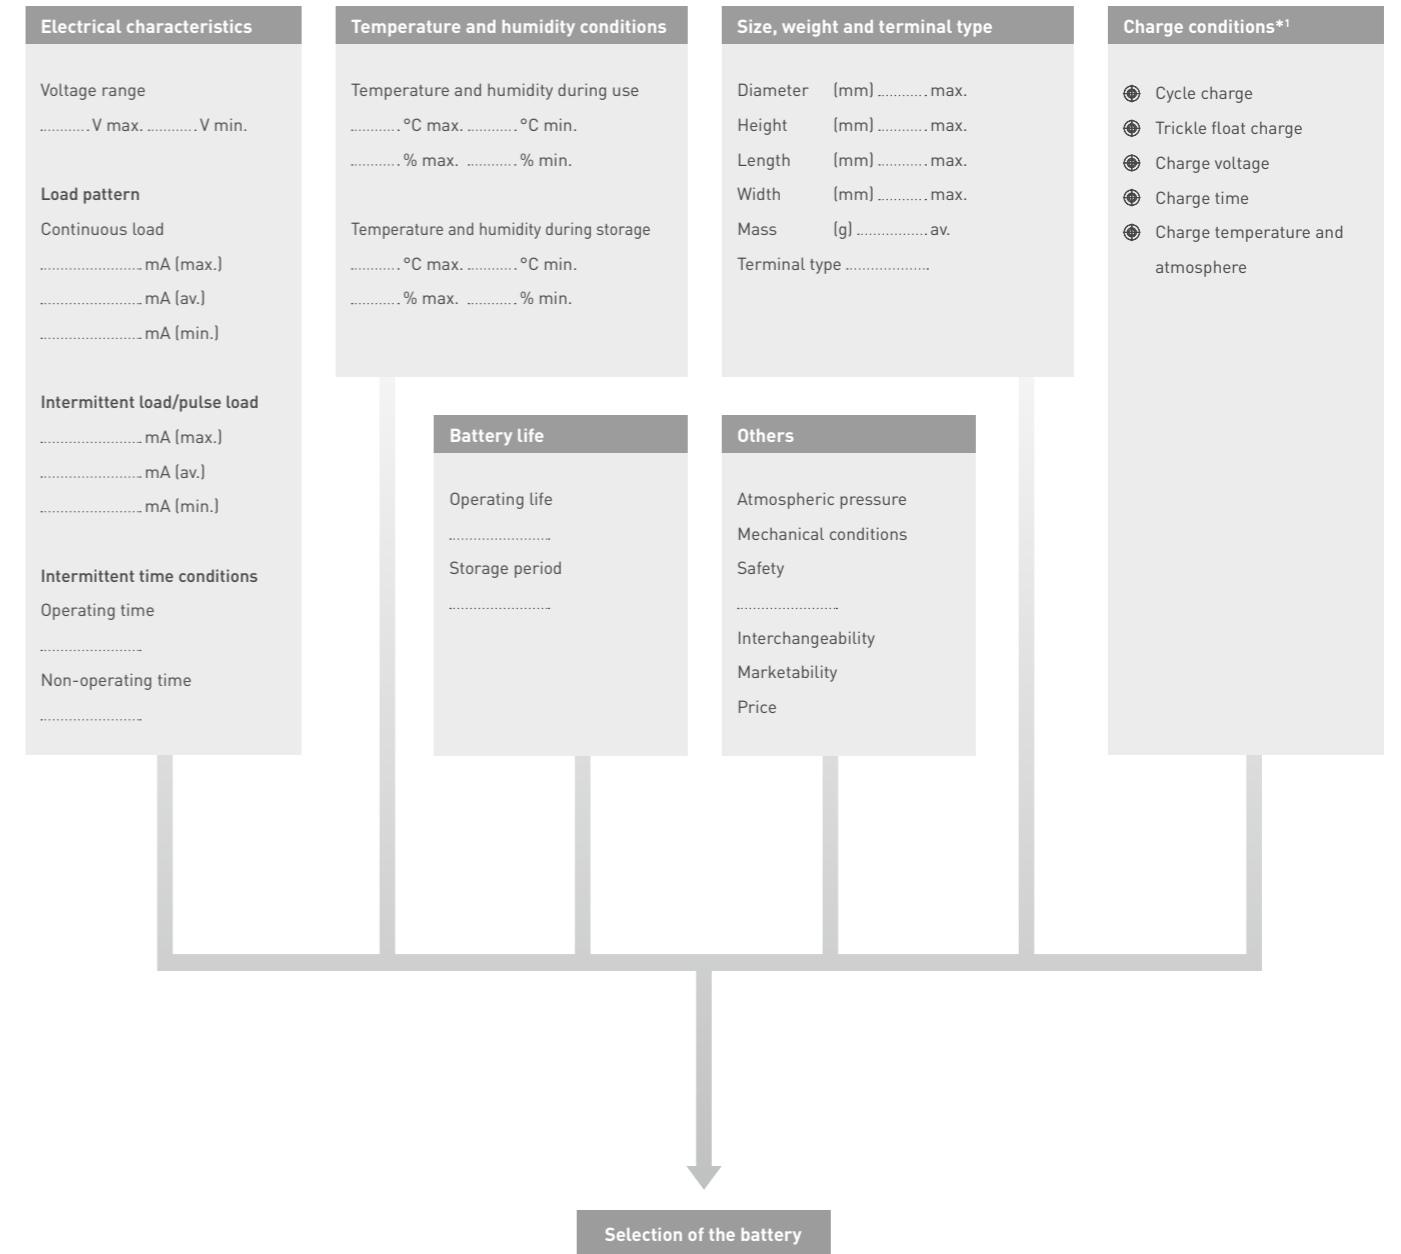 Electrical characteristics
Voltage range
........... V max. ........... V min.
Load pattern
Continuous load
........................ mA (max.)
........................ mA (av.)
........................ mA (min.)
Intermittent load/pulse load
........................ mA (max.)
........................ mA (av.)
........................ mA (min.)
Intermittent time conditions
Operating time
........................
Non-operating time
........................
Temperature and humidity conditions
Temperature and humidity during use
........... °C max. ........... °C min.
........... % max. ........... % min.
Temperature and humidity during storage
........... °C max. ........... °C min.
........... % max. ........... % min.
Size, weight and terminal type
Diameter (mm) ........... max.
Height (mm) ........... max.
Length (mm) ........... max.
Width (mm) ........... max.
Mass (g) ................ av.
Terminal type ...................
Charge conditions*¹
Cycle charge
Trickle float charge
Charge voltage
Charge time
Charge temperature and
atmosphere
Battery life
Operating life
........................
Storage period
........................
Others
Atmospheric pressure
Mechanical conditions
Safety
........................
Interchangeability
Marketability
Price
Selection of the battery